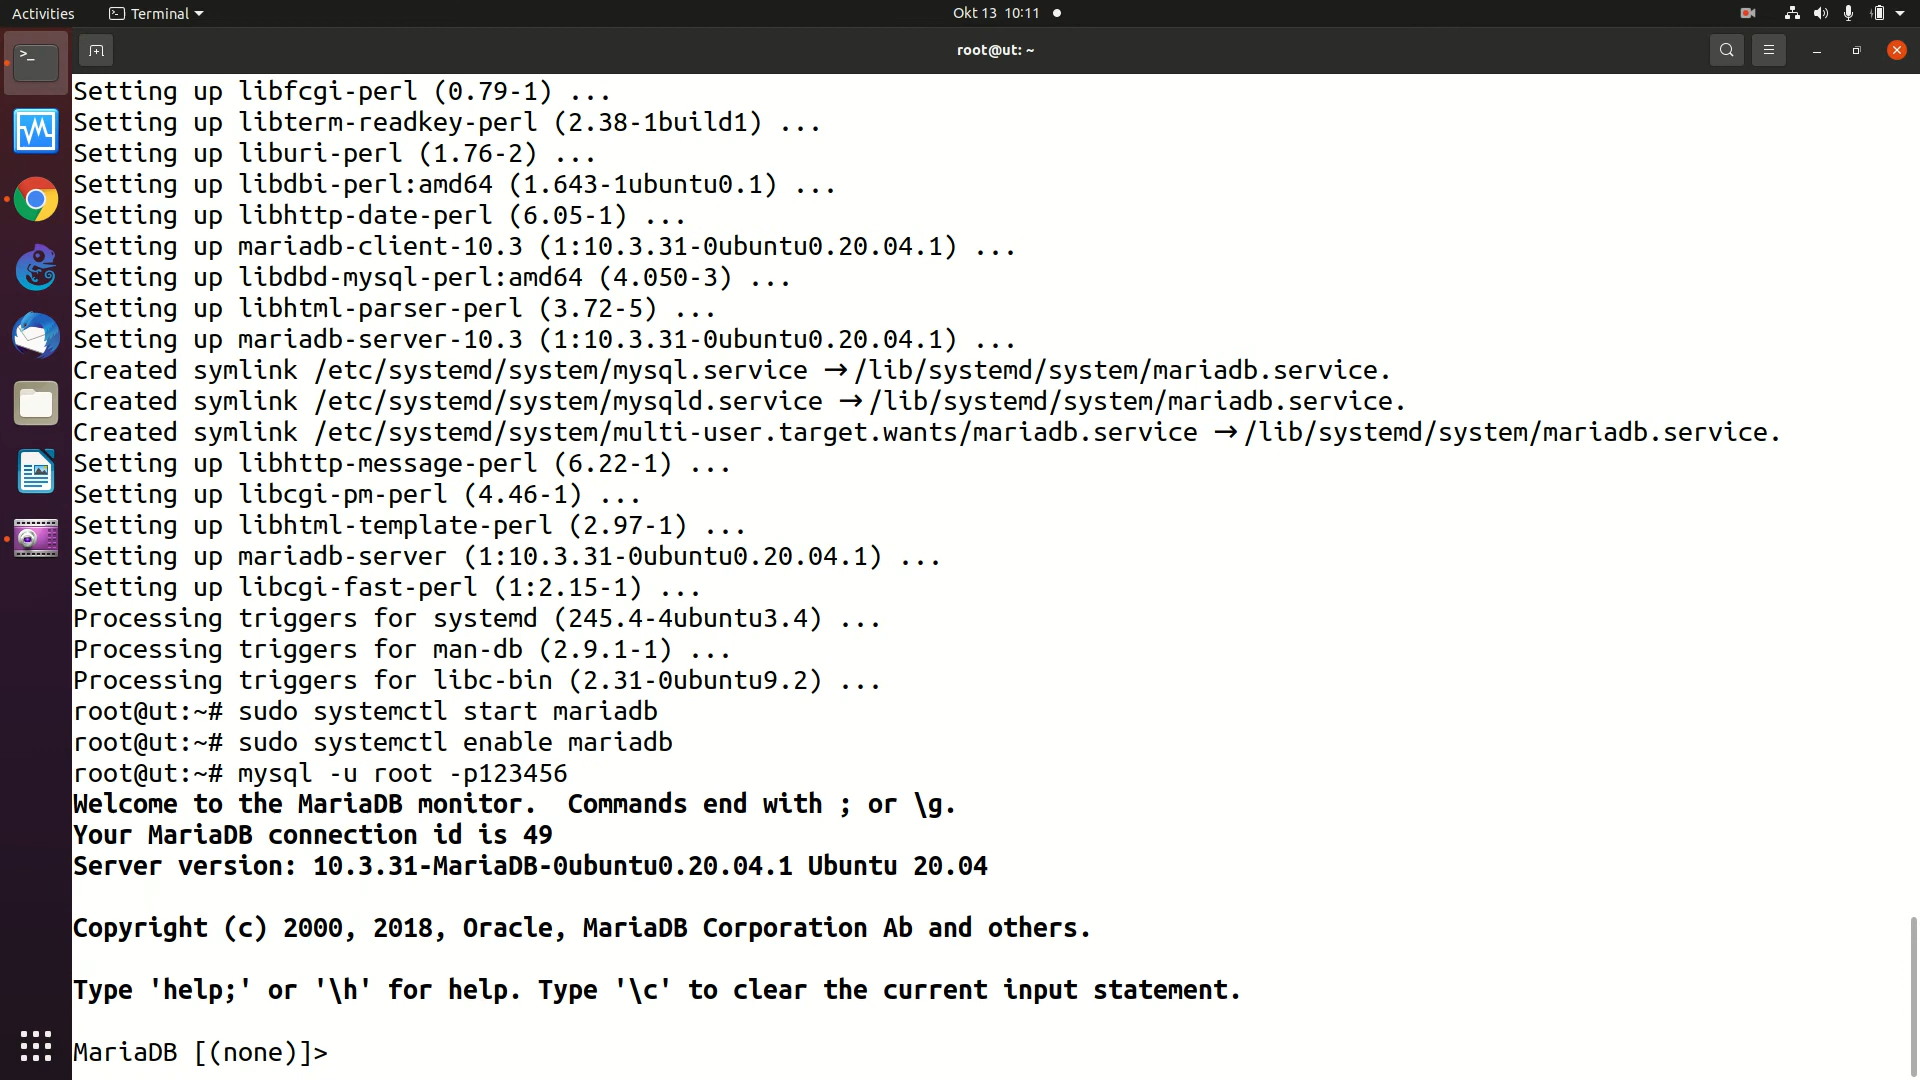 Activities
Terminal
Okt 13 10:11
root@ut: ~
Setting up libfcgi-perl (0.79-1) ...
Setting up libterm-readkey-perl (2.38-1build1) ...
Setting up liburi-perl (1.76-2) ...
Setting up libdbi-perl:amd64 (1.643-1ubuntu0.1) ...
Setting up libhttp-date-perl (6.05-1) ...
Setting up mariadb-client-10.3 (1:10.3.31-0ubuntu0.20.04.1) ...
Setting up libdbd-mysql-perl:amd64 (4.050-3) ...
Setting up libhtml-parser-perl (3.72-5) ...
Setting up mariadb-server-10.3 (1:10.3.31-0ubuntu0.20.04.1) ...
Created symlink /etc/systemd/system/mysql.service → /lib/systemd/system/mariadb.service.
Created symlink /etc/systemd/system/mysqld.service → /lib/systemd/system/mariadb.service.
Created symlink /etc/systemd/system/multi-user.target.wants/mariadb.service → /lib/systemd/system/mariadb.service.
Setting up libhttp-message-perl (6.22-1) ...
Setting up libcgi-pm-perl (4.46-1) ...
Setting up libhtml-template-perl (2.97-1) ...
Setting up mariadb-server (1:10.3.31-0ubuntu0.20.04.1) ...
Setting up libcgi-fast-perl (1:2.15-1) ...
Processing triggers for systemd (245.4-4ubuntu3.4) ...
Processing triggers for man-db (2.9.1-1) ...
Processing triggers for libc-bin (2.31-0ubuntu9.2) ...
root@ut:~# sudo systemctl start mariadb
root@ut:~# sudo systemctl enable mariadb
root@ut:~# mysql -u root -p123456
Welcome to the MariaDB monitor.  Commands end with ; or \g.
Your MariaDB connection id is 49
Server version: 10.3.31-MariaDB-0ubuntu0.20.04.1 Ubuntu 20.04
Copyright (c) 2000, 2018, Oracle, MariaDB Corporation Ab and others.
Type 'help;' or '\h' for help. Type '\c' to clear the current input statement.
MariaDB [(none)]>